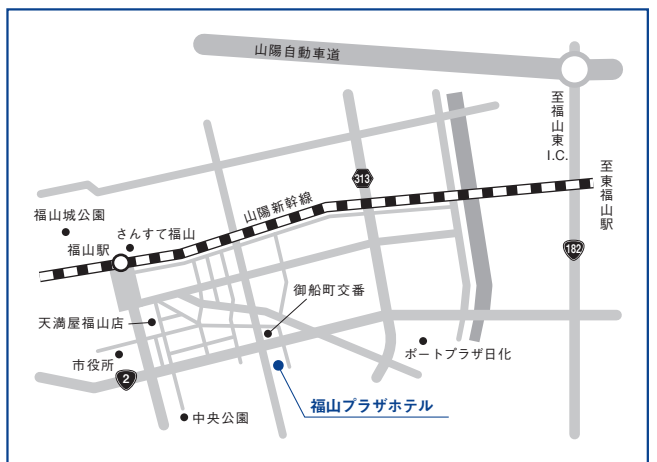 山陽自動車道
至福山東I.C.
至東福山駅
313
山陽新幹線
福山城公園
さんすて福山
福山駅
182
御船町交番
天満屋福山店
市役所
ポートプラザ日化
2
福山プラザホテル
中央公園